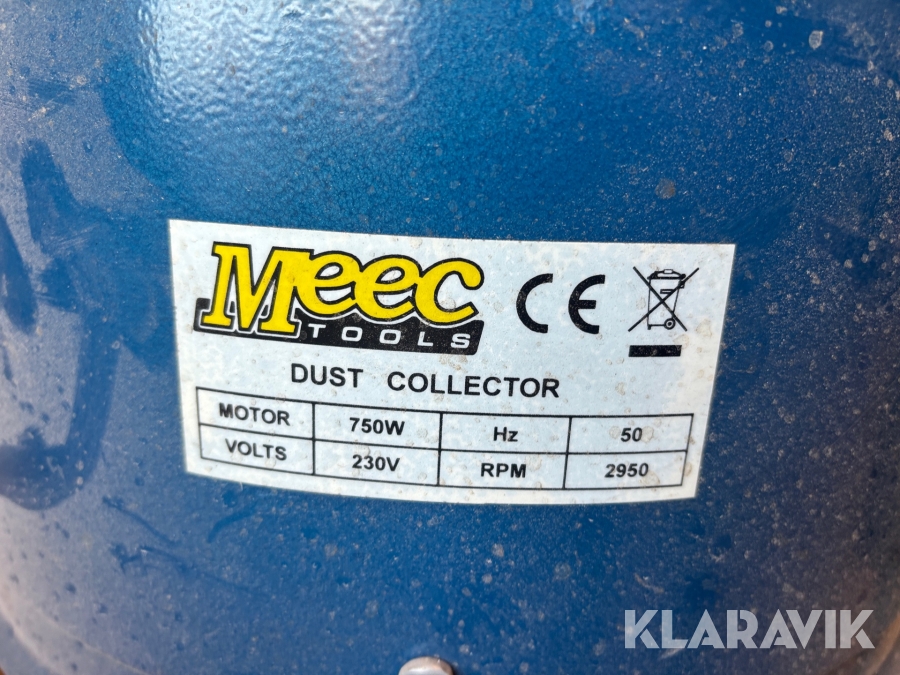 Meec
TOOLS
CE
DUST COLLECTOR
MOTOR 750W Hz 50
VOLTS 230V RPM 2950
KLARAVIK